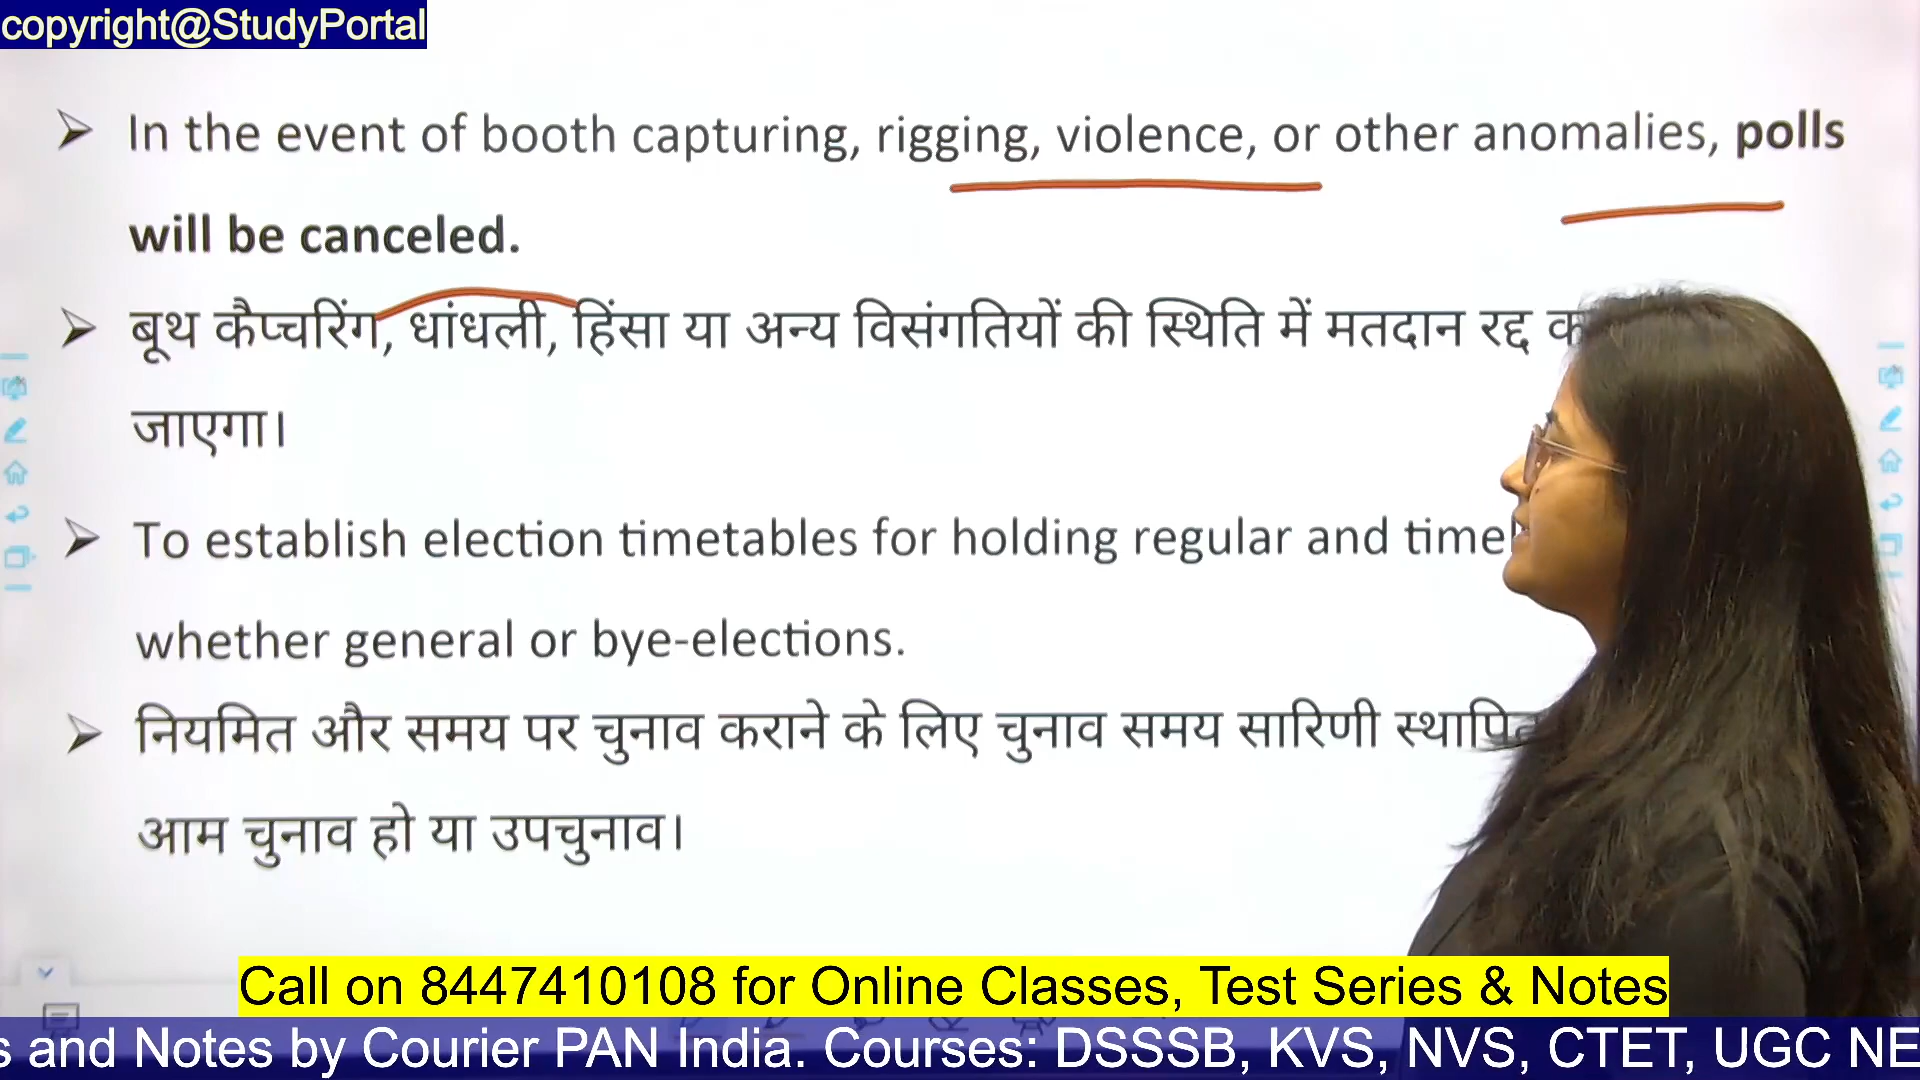 copyright@StudyPortal
In the event of booth capturing, rigging, violence, or other anomalies, polls
will be canceled.
बूथ कैप्चरिंग, धांधली, हिंसा या अन्य विसंगतियों की स्थिति में मतदान रद्द
जाएगा।
To establish election timetables for holding regular and
whether general or bye-elections.
नियमित और समय पर चुनाव कराने के लिए चुनाव समय सारिणी
आम चुनाव हो या उपचुनाव।
Call on 8447410108 for Online Classes, Test Series & Notes
s and Notes by Courier PAN India. Courses: DSSSB, KVS, NVS, CTET, UGC NE